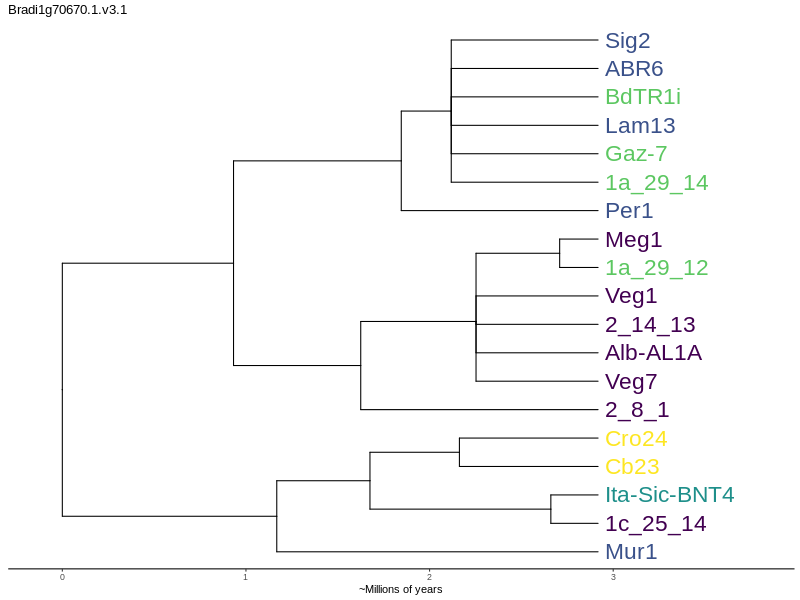 Bradi1g70670.1.v3.1
Sig2
ABR6
BdTR1i
Lam13
Gaz-7
1a_29_14
Per1
Meg1
1a_29_12
Veg1
2_14_13
Alb-AL1A
Veg7
2_8_1
Cro24
Cb23
Ita-Sic-BNT4
1c_25_14
Mur1
0 1 2 3
~Millions of years